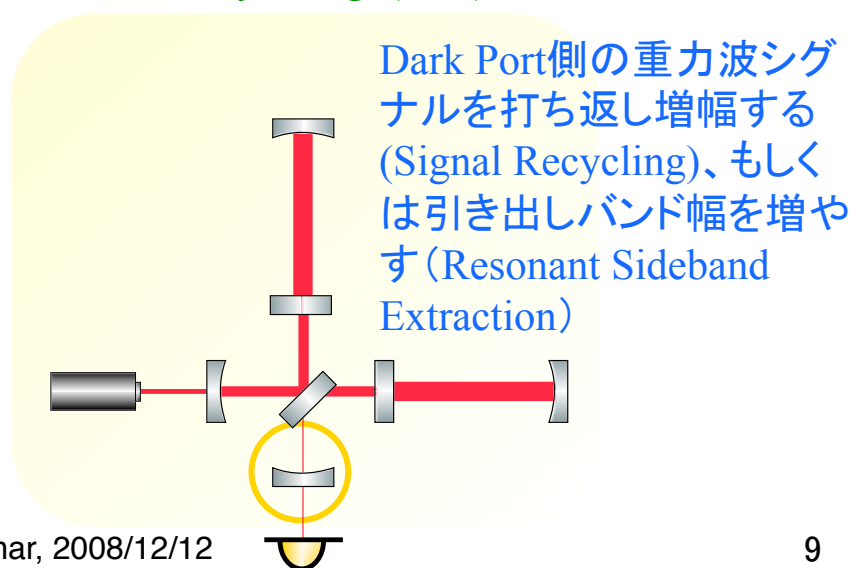 Dark Port側の重力波シグ
ナルを打ち返し増幅する
(Signal Recycling)、もしく
は引き出しバンド幅を増や
す（Resonant Sideband
Extraction）
2008/12/12
9